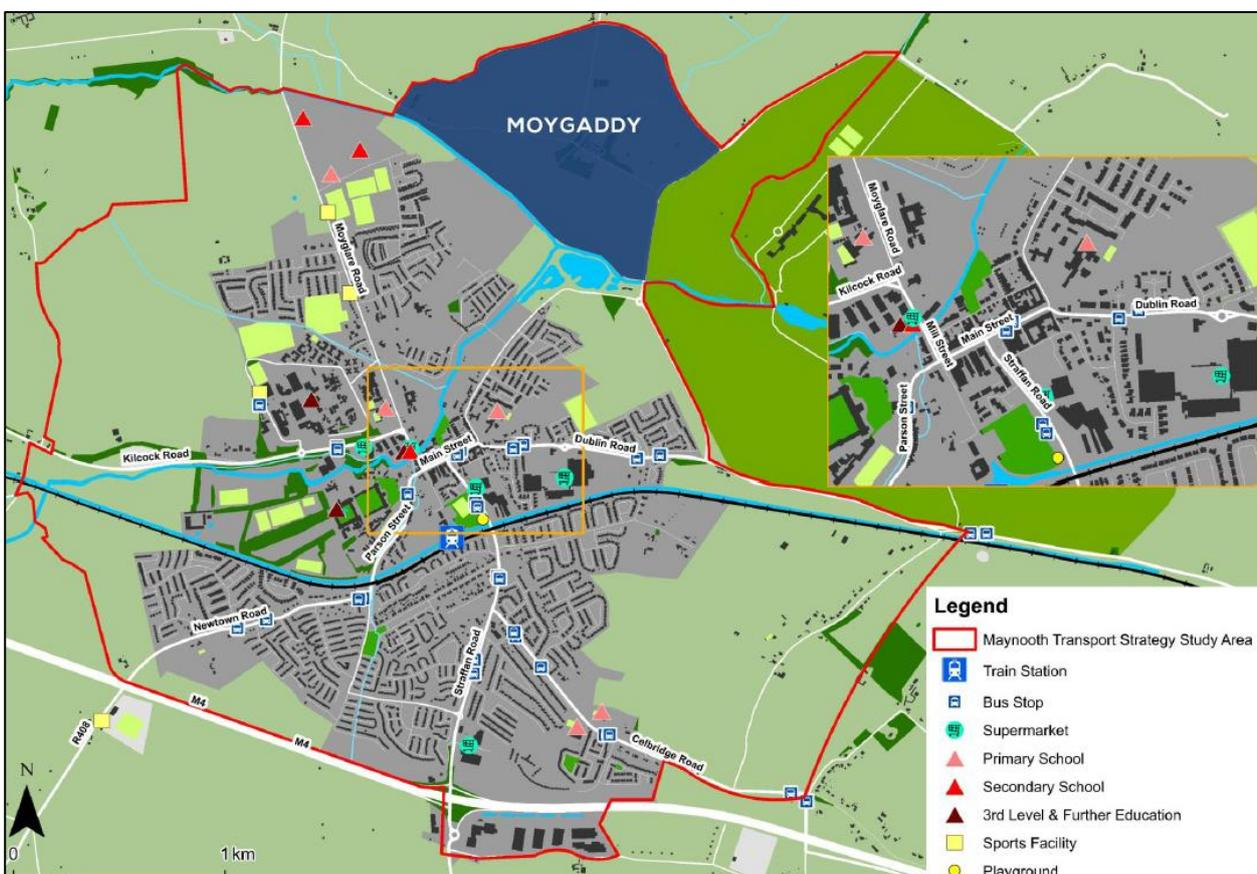 MOYGADDY
Moyglare Road
Kilcock Road
Main Street
Dublin Road
Parson Street
Newtown Road
Straffan Road
Celbridge Road
M4
M4
R408
N
0
1 km
Moyglare Road
Kilcock Road
Mill Street
Main Street
Dublin Road
Straffan Road
Parson Street
Legend
Maynooth Transport Strategy Study Area
Train Station
Bus Stop
Supermarket
Primary School
Secondary School
3rd Level & Further Education
Sports Facility
Playground